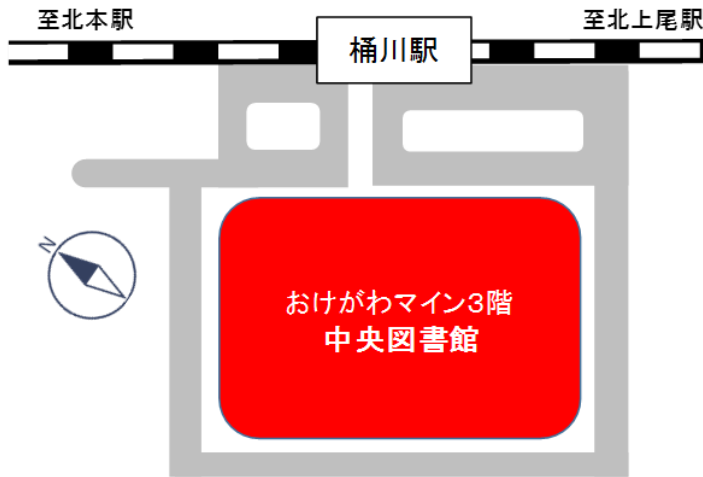 至北本駅
至北上尾駅
桶川駅
N
おけがわマイン3階
中央図書館